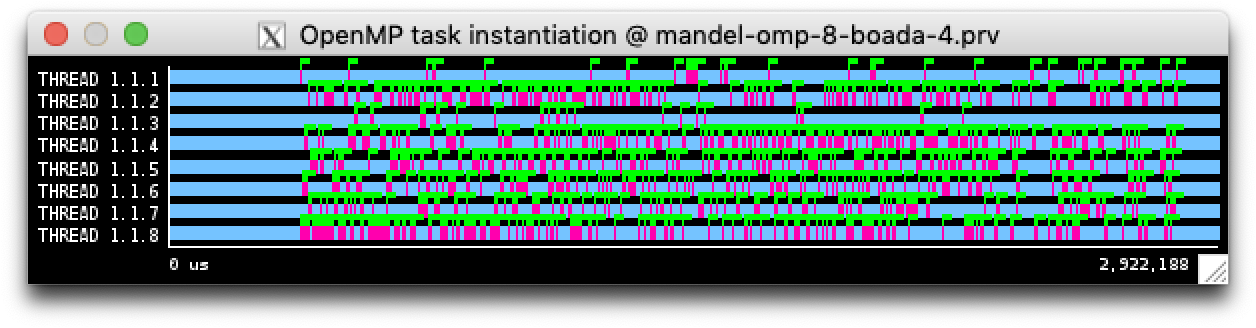 X OpenMP task instantiation @ mandel-omp-8-boada-4.prv
THREAD 1.1.1
THREAD 1.1.2
THREAD 1.1.3
THREAD 1.1.4
THREAD 1.1.5
THREAD 1.1.6
THREAD 1.1.7
THREAD 1.1.8
0 us 2,922,188